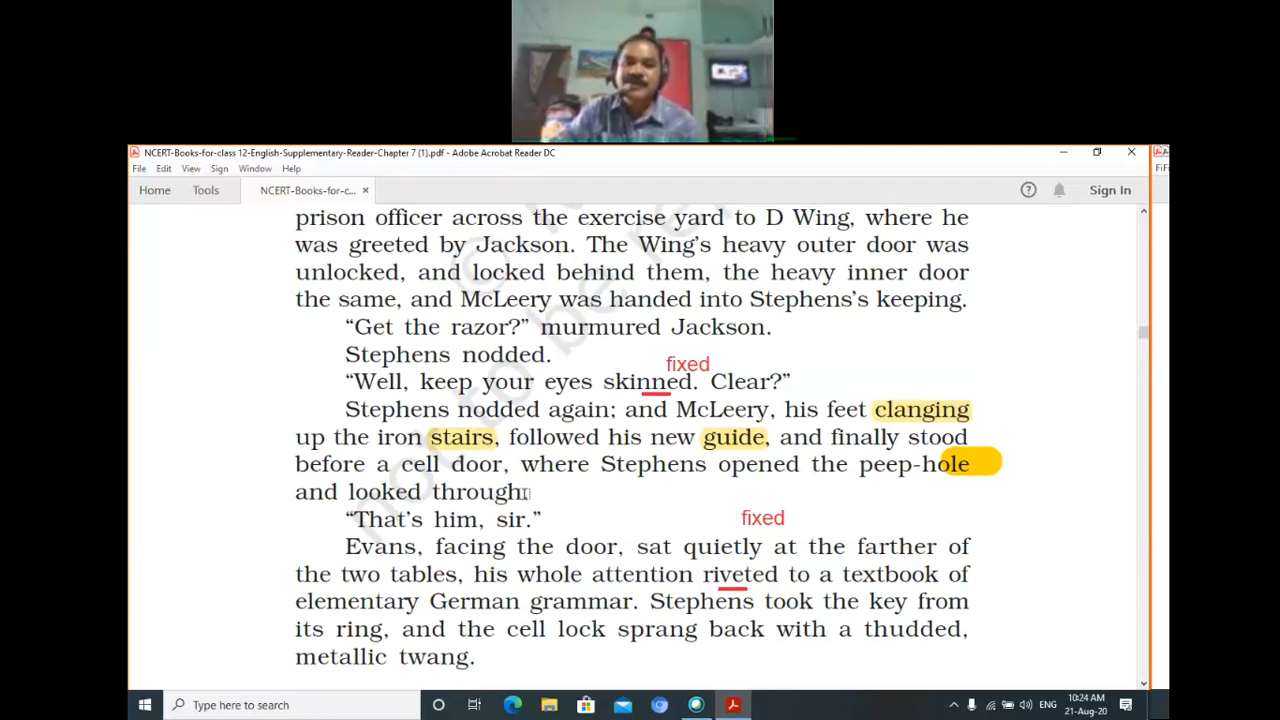 NCERT-Books-for-class 12-English-Supplementary-Reader-Chapter 7 (1).pdf - Adobe Acrobat Reader DC
File Edit View Sign Window Help
Home Tools NCERT-Books-for-c... × Sign In
FiF
prison officer across the exercise yard to D Wing, where he
was greeted by Jackson. The Wing's heavy outer door was
unlocked, and locked behind them, the heavy inner door
the same, and McLeery was handed into Stephens's keeping.
“Get the razor?” murmured Jackson.
Stephens nodded.
fixed
“Well, keep your eyes skinned. Clear?”
Stephens nodded again; and McLeery, his feet clanging
up the iron stairs, followed his new guide, and finally stood
before a cell door, where Stephens opened the peep-hole
and looked through.
“That's him, sir.”
fixed
Evans, facing the door, sat quietly at the farther of
the two tables, his whole attention riveted to a textbook of
elementary German grammar. Stephens took the key from
its ring, and the cell lock sprang back with a thudded,
metallic twang.
Type here to search
ENG
10:24 AM
21-Aug-20